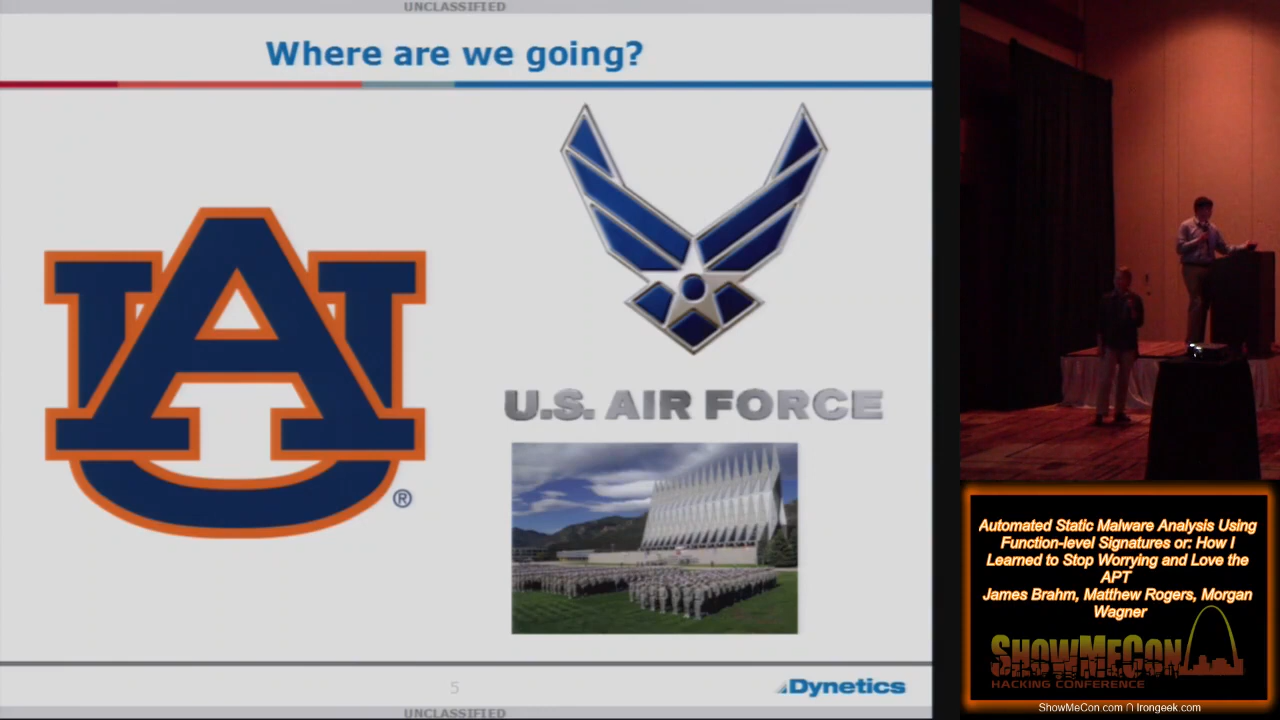 UNCLASSIFIED
Where are we going?
AU
®
U.S. AIR FORCE
5
Dynetics
UNCLASSIFIED
Automated Static Malware Analysis Using
Function-level Signatures or: How I
Learned to Stop Worrying and Love the
APT
James Brahm, Matthew Rogers, Morgan
Wagner
SHOWMECON
HACKING CONFERENCE
ShowMeCon.com ∩ Irongeek.com